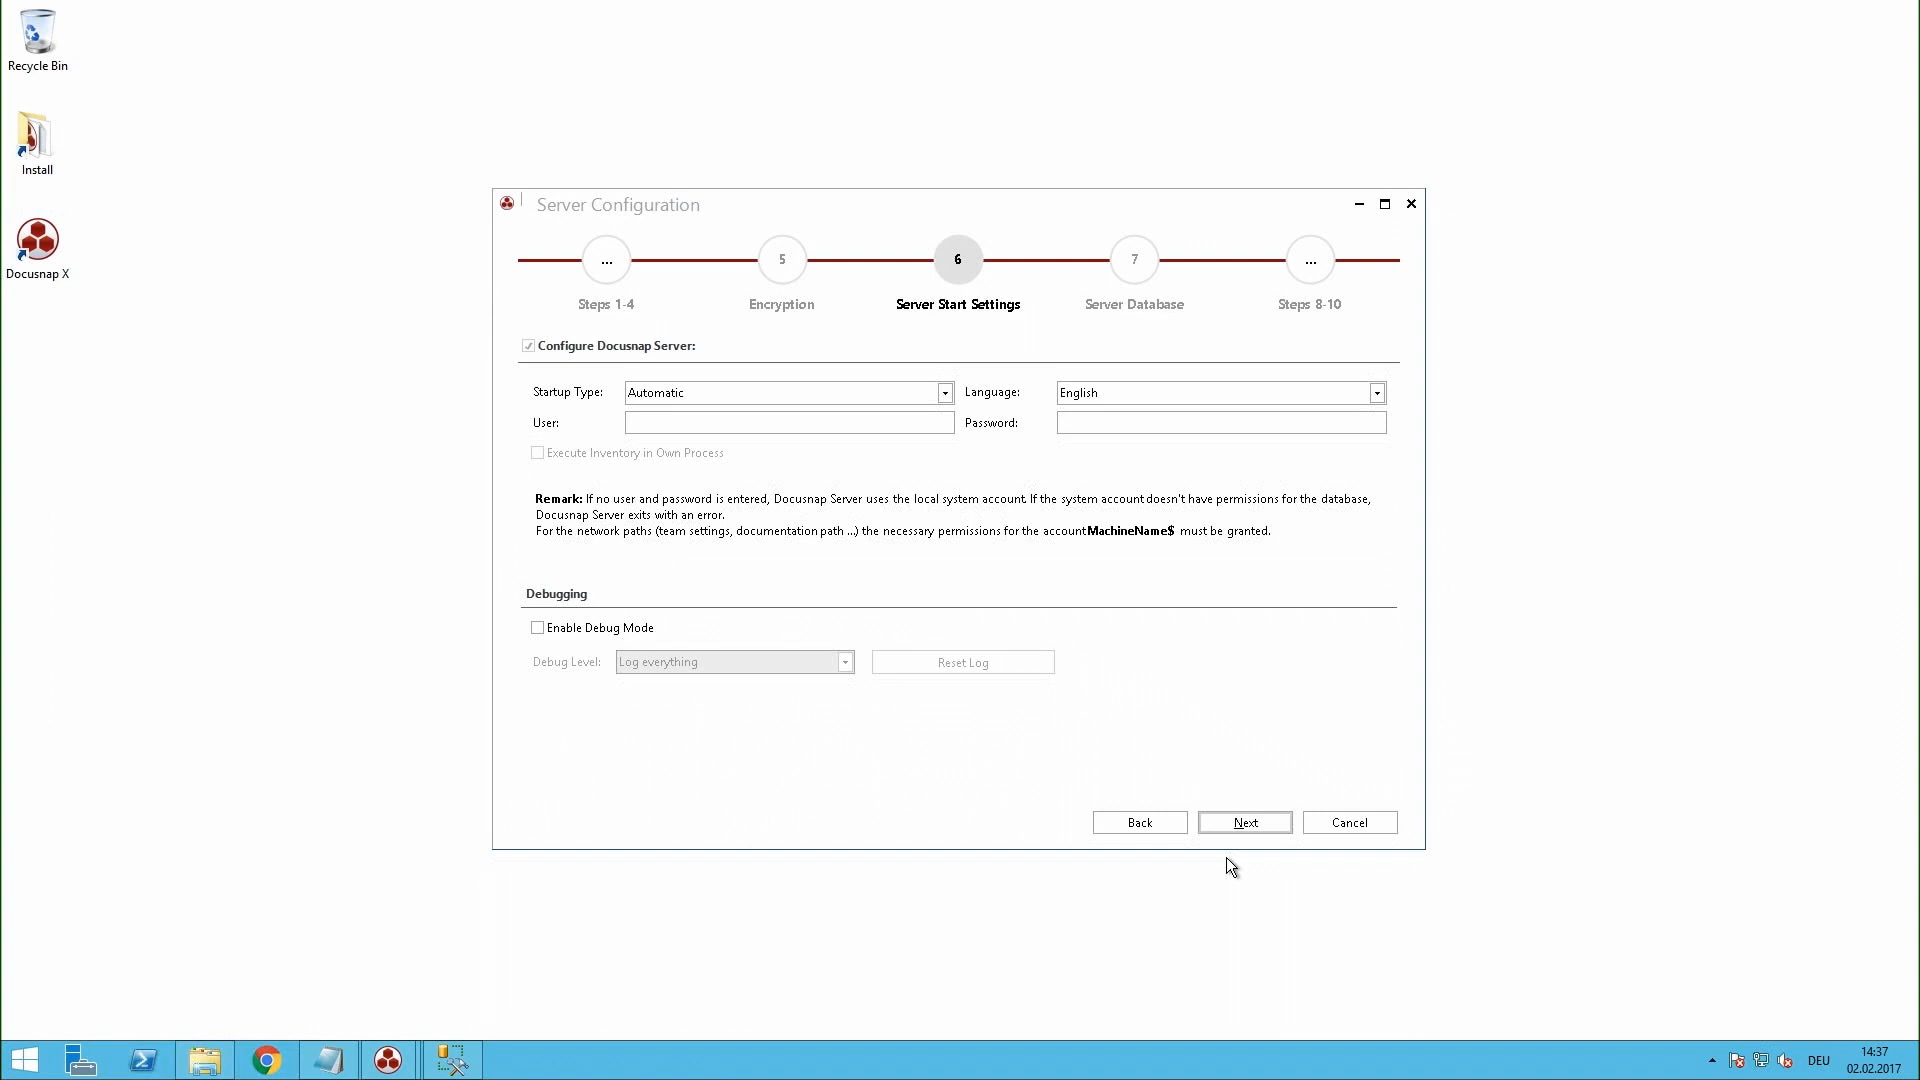 Recycle Bin
Install
Docusnap X
Server Configuration
... 5 6 7 ...
Steps 1-4 Encryption Server Start Settings Server Database Steps 8-10
Configure Docusnap Server:
Startup Type: Automatic Language: English
User: Password:
Execute Inventory in Own Process
Remark: If no user and password is entered, Docusnap Server uses the local system account. If the system account doesn't have permissions for the database,
Docusnap Server exits with an error.
For the network paths (team settings, documentation path ...) the necessary permissions for the account MachineName$ must be granted.
Debugging
Enable Debug Mode
Debug Level: Log everything Reset Log
Back Next Cancel
DEU 14:37
02.02.2017